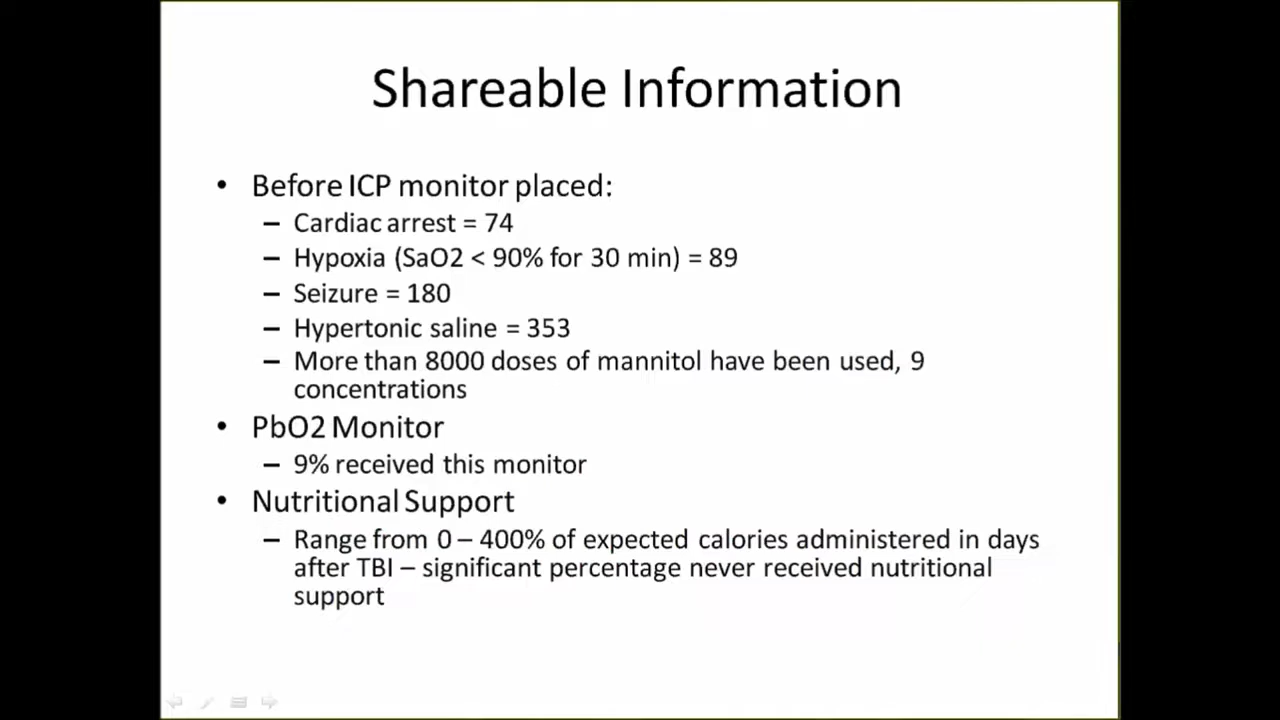 Shareable Information
• Before ICP monitor placed:
– Cardiac arrest = 74
– Hypoxia (SaO2 < 90% for 30 min) = 89
– Seizure = 180
– Hypertonic saline = 353
– More than 8000 doses of mannitol have been used, 9
concentrations
• PbO2 Monitor
– 9% received this monitor
• Nutritional Support
– Range from 0 – 400% of expected calories administered in days
after TBI – significant percentage never received nutritional
support